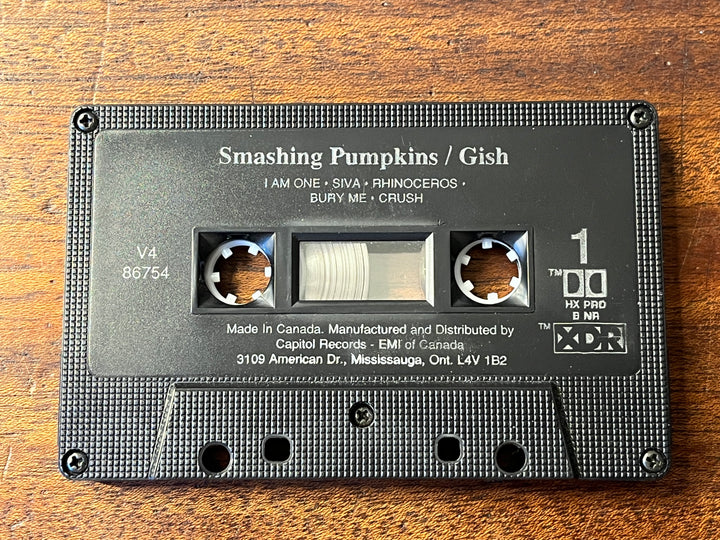 Smashing Pumpkins / Gish
I AM ONE • SIVA • RHINOCEROS •
BURY ME • CRUSH
V4
86754
1
TM
HX PRO
B NR
Made In Canada. Manufactured and Distributed by
Capitol Records - EMI of Canada
3109 American Dr., Mississauga, Ont. L4V 1B2
TM XDR